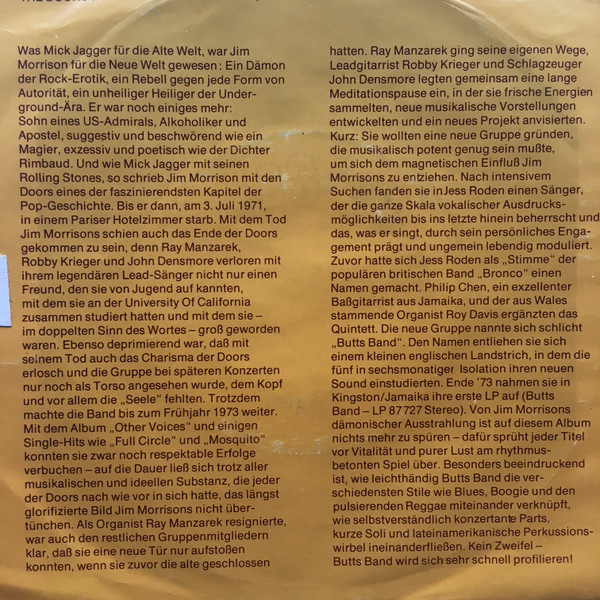 Was Mick Jagger für die Alte Welt, war Jim
Morrison für die Neue Welt gewesen: Ein Dämon
der Rock-Erotik, ein Rebell gegen jede Form von
Autorität, ein unheiliger Heiliger der Under-
ground-Ära. Er war noch einiges mehr:
Sohn eines US-Admirals, Alkoholiker und
Apostel, suggestiv und beschwörend wie ein
Magier, exzessiv und poetisch wie der Dichter
Rimbaud. Und wie Mick Jagger mit seinen
Rolling Stones, so schrieb Jim Morrison mit den
Doors eines der faszinierendsten Kapitel der
Pop-Geschichte. Bis er dann, am 3. Juli 1971,
in einem Pariser Hotelzimmer starb. Mit dem Tod
Jim Morrisons schien auch das Ende der Doors
gekommen zu sein, denn Ray Manzarek,
Robby Krieger und John Densmore verloren mit
ihrem legendären Lead-Sänger nicht nur einen
Freund, den sie von Jugend auf kannten,
mit dem sie an der University Of California
zusammen studiert hatten und mit dem sie –
im doppelten Sinn des Wortes – groß geworden
waren. Ebenso deprimierend war, daß mit
seinem Tod auch das Charisma der Doors
erlosch und die Gruppe bei späteren Konzerten
nur noch als Torso angesehen wurde, dem Kopf
und vor allem die „Seele“ fehlten. Trotzdem
machte die Band bis zum Frühjahr 1973 weiter.
Mit dem Album „Other Voices“ und einigen
Single-Hits wie „Full Circle“ und „Mosquito“
konnten sie zwar noch respektable Erfolge
verbuchen – auf die Dauer ließ sich trotz aller
musikalischen und ideellen Substanz, die jeder
der Doors nach wie vor in sich hatte, das längst
glorifizierte Bild Jim Morrisons nicht über-
tünchen. Als Organist Ray Manzarek resignierte,
war auch den restlichen Gruppenmitgliedern
klar, daß sie eine neue Tür nur aufstoßen
konnten, wenn sie zuvor die alte geschlossen
hatten. Ray Manzarek ging seine eigenen Wege,
Leadgitarrist Robby Krieger und Schlagzeuger
John Densmore legten gemeinsam eine lange
Meditationspause ein, in der sie frische Energien
sammelten, neue musikalische Vorstellungen
entwickelten und ein neues Projekt anvisierten.
Kurz: Sie wollten eine neue Gruppe gründen,
die musikalisch potent genug sein mußte,
um sich dem magnetischen Einfluß Jim
Morrisons zu entziehen. Nach intensivem
Suchen fanden sie in Jess Roden einen Sänger,
der die ganze Skala vokalischer Ausdrucks-
möglichkeiten bis ins letzte hinein beherrscht und
das, was er singt, durch sein persönliches Enga-
gement prägt und ungemein lebendig moduliert.
Zuvor hatte sich Jess Roden als „Stimme“ der
populären britischen Band „Bronco“ einen
Namen gemacht. Philip Chen, ein exzellenter
Baßgitarrist aus Jamaika, und der aus Wales
stammende Organist Roy Davis ergänzten das
Quintett. Die neue Gruppe nannte sich schlicht
„Butts Band“. Den Namen entliehen sie sich
einem kleinen englischen Landstrich, in dem die
fünf in sechsmonatiger Isolation ihren neuen
Sound einstudierten. Ende '73 nahmen sie in
Kingston/Jamaika ihre erste LP auf (Butts
Band – LP 87 727 Stereo). Von Jim Morrisons
dämonischer Ausstrahlung ist auf diesem Album
nichts mehr zu spüren – dafür sprüht jeder Titel
vor Vitalität und purer Lust am rhythmus-
betonten Spiel über. Besonders beeindruckend
ist, wie leichthändig Butts Band die ver-
schiedensten Stile wie Blues, Boogie und den
pulsierenden Reggae miteinander verknüpft,
wie selbstverständlich konzertante Parts,
kurze Soli und lateinamerikanische Perkussions-
wirbel ineinanderfließen. Kein Zweifel –
Butts Band wird sich sehr schnell profilieren!